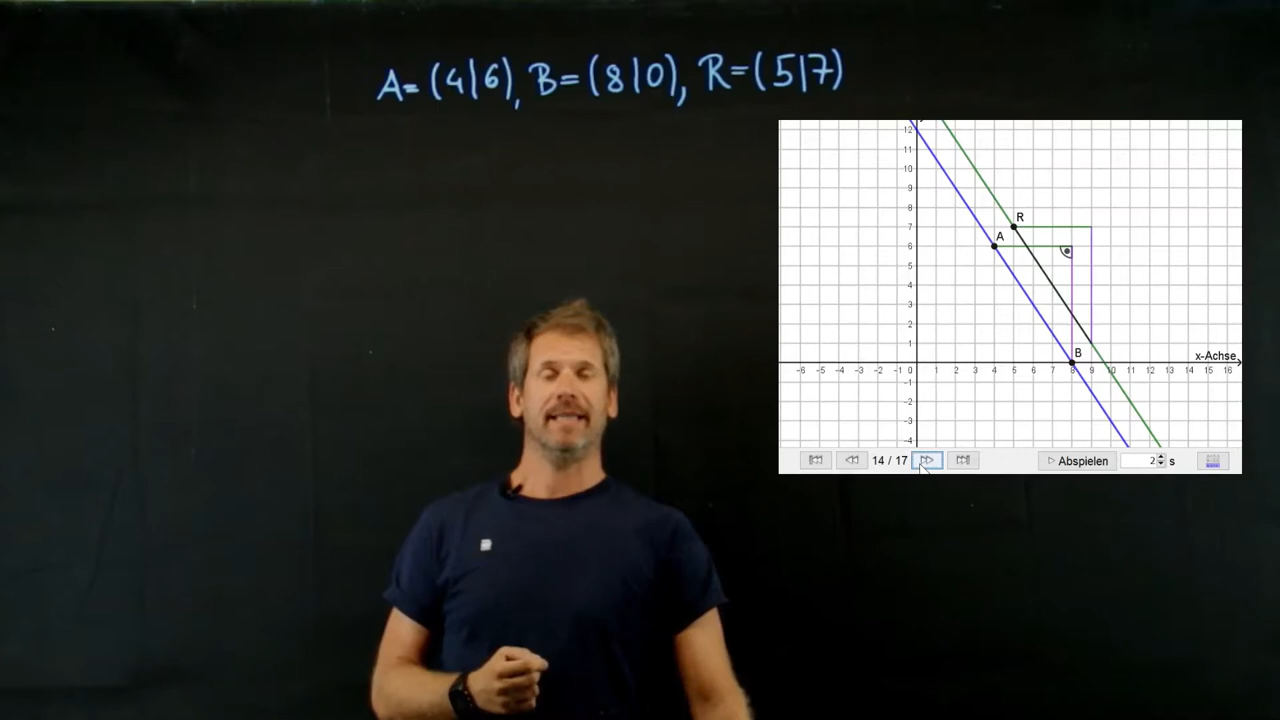 A=(4|6), B=(8|0), R=(5|7)
12
11
10
9
8
7
6
5
4
3
2
1
-1
-2
-3
-4
R
A
B
x-Achse
-6 -5 -4 -3 -2 -1 0 1 2 3 4 5 6 7 8 9 10 11 12 13 14 15 16
14 / 17 Abspielen 2 s